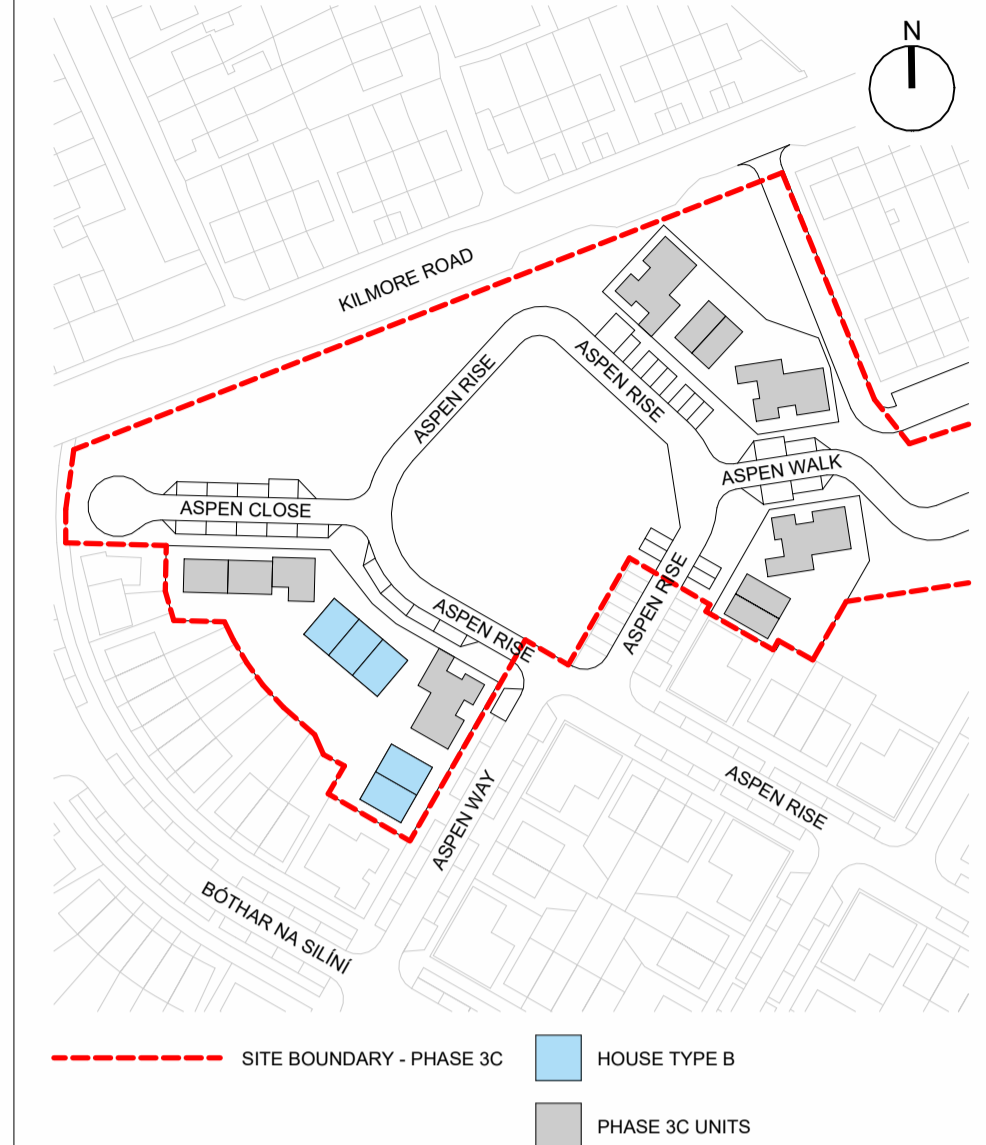 N
KILMORE ROAD
ASPEN RISE
ASPEN RISE
ASPEN WALK
ASPEN CLOSE
ASPEN RISE
ASPEN RISE
ASPEN RISE
ASPEN WAY
BÓTHAR NA SILÍNÍ
SITE BOUNDARY - PHASE 3C
HOUSE TYPE B
PHASE 3C UNITS